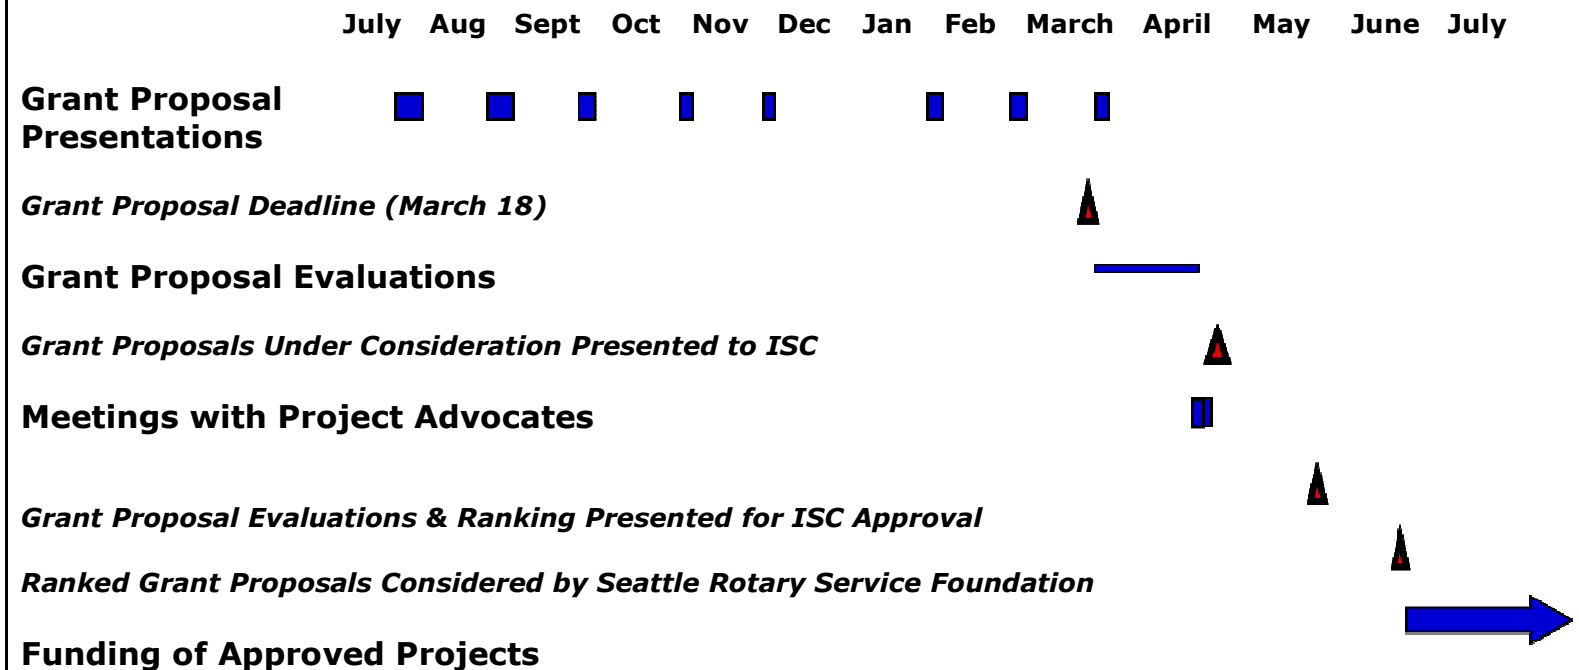 July Aug Sept Oct Nov Dec Jan Feb March April May June July
Grant Proposal
Presentations
Grant Proposal Deadline (March 18)
Grant Proposal Evaluations
Grant Proposals Under Consideration Presented to ISC
Meetings with Project Advocates
Grant Proposal Evaluations & Ranking Presented for ISC Approval
Ranked Grant Proposals Considered by Seattle Rotary Service Foundation
Funding of Approved Projects